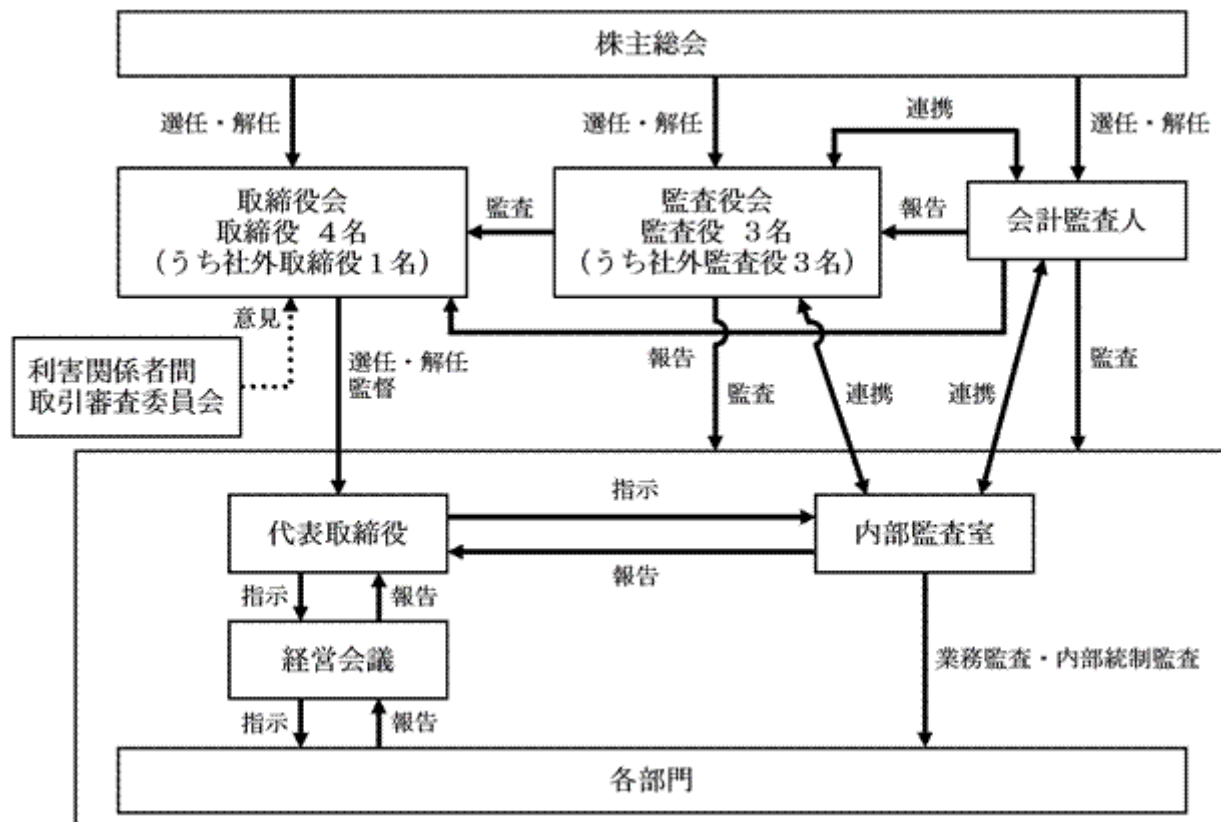 株主総会
選任・解任
選任・解任
連携
選任・解任
取締役会
取締役 4名
(うち社外取締役1名)
監査
監査役会
監査役 3名
(うち社外監査役3名)
報告
会計監査人
意見
利害関係者間
取引審査委員会
選任・解任
監督
報告
監査
連携
連携
監査
代表取締役
指示
報告
内部監査室
指示
報告
経営会議
業務監査・内部統制監査
指示
報告
各部門